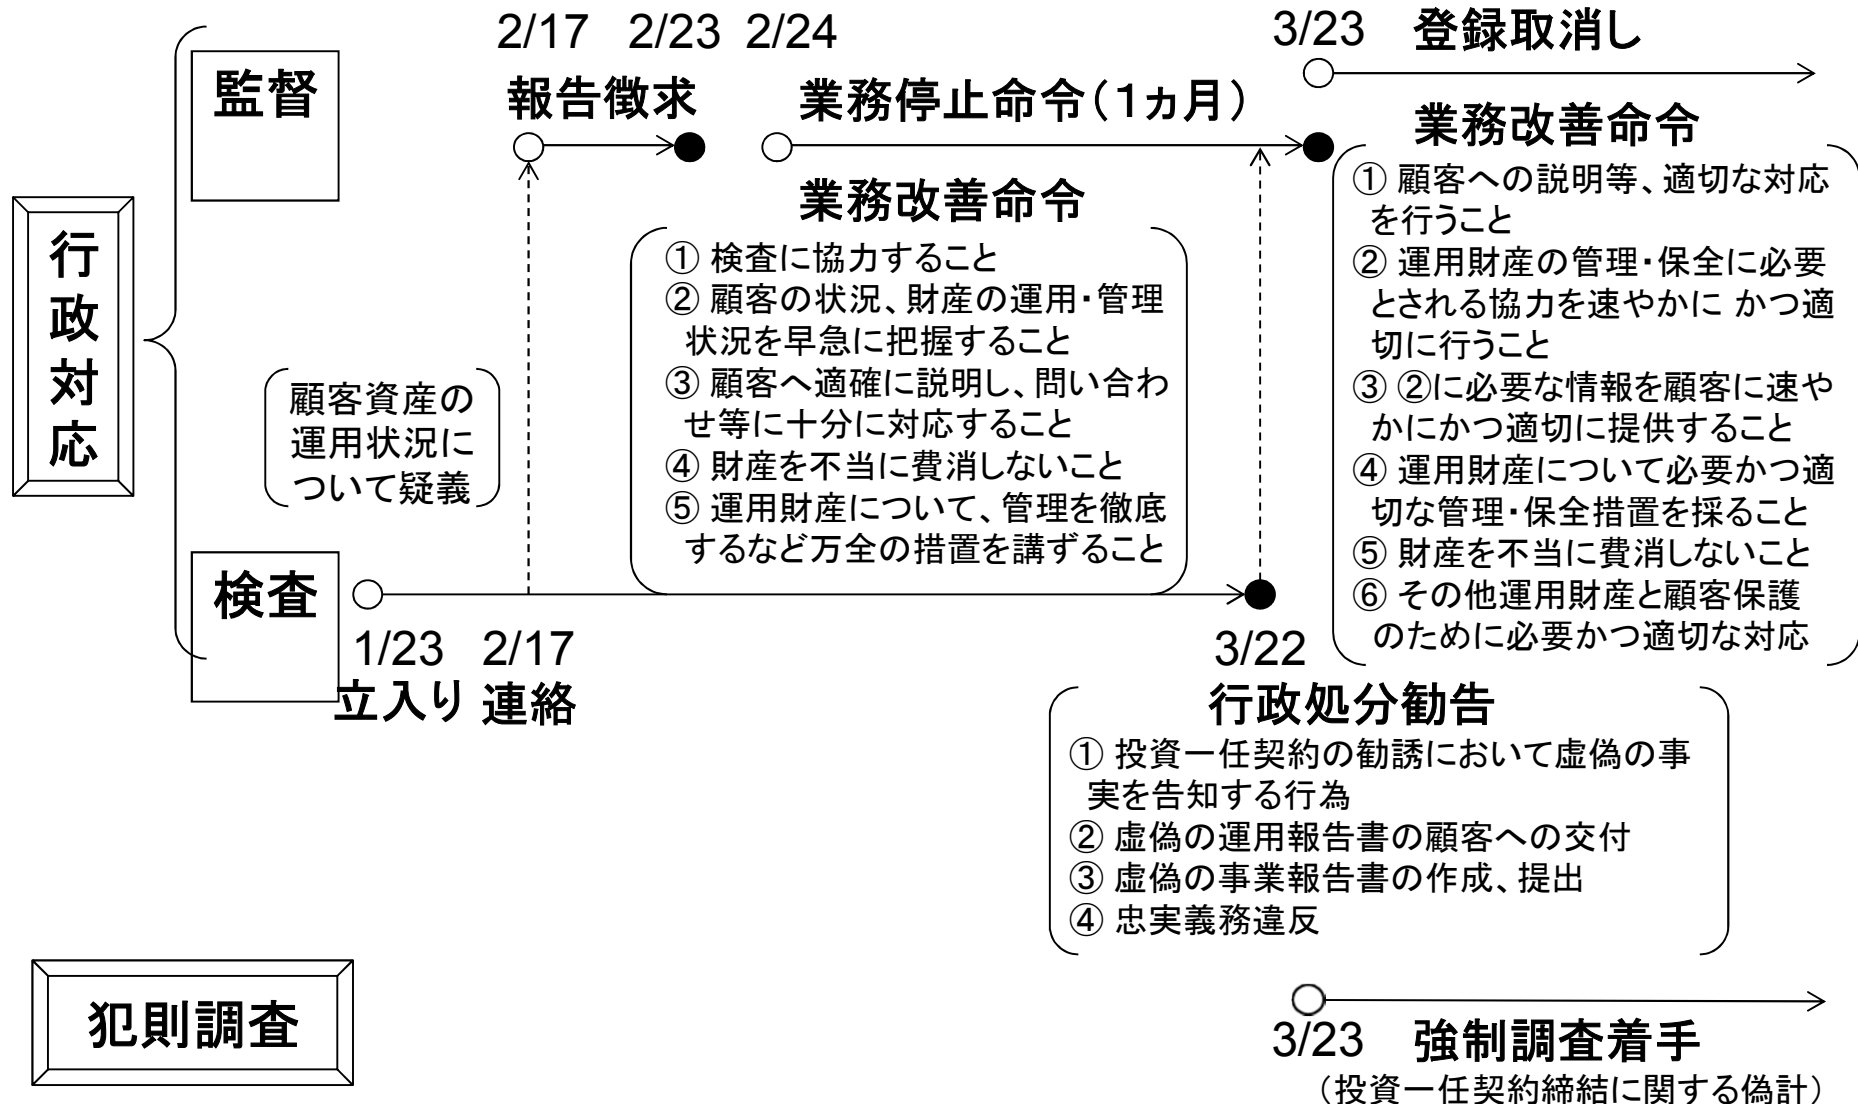 2/17 2/23 2/24
3/23 登録取消し
監督
報告徴求
業務停止命令（１ヵ月）
業務改善命令
① 検査に協力すること
② 顧客の状況、財産の運用・管理
状況を早急に把握すること
③ 顧客へ適確に説明し、問い合わ
せ等に十分に対応すること
④ 財産を不当に費消しないこと
⑤ 運用財産について、管理を徹底
するなど万全の措置を講ずること
業務改善命令
① 顧客への説明等、適切な対応
を行うこと
② 運用財産の管理・保全に必要
とされる協力を速やかに かつ適
切に行うこと
③ ②に必要な情報を顧客に速や
かにかつ適切に提供すること
④ 運用財産について必要かつ適
切な管理・保全措置を採ること
⑤ 財産を不当に費消しないこと
⑥ その他運用財産と顧客保護
のために必要かつ適切な対応
行政対応
顧客資産の
運用状況に
ついて疑義
検査
1/23 2/17
立入り 連絡
3/22
行政処分勧告
① 投資一任契約の勧誘において虚偽の事
実を告知する行為
② 虚偽の運用報告書の顧客への交付
③ 虚偽の事業報告書の作成、提出
④ 忠実義務違反
犯則調査
3/23 強制調査着手
（投資一任契約締結に関する偽計）